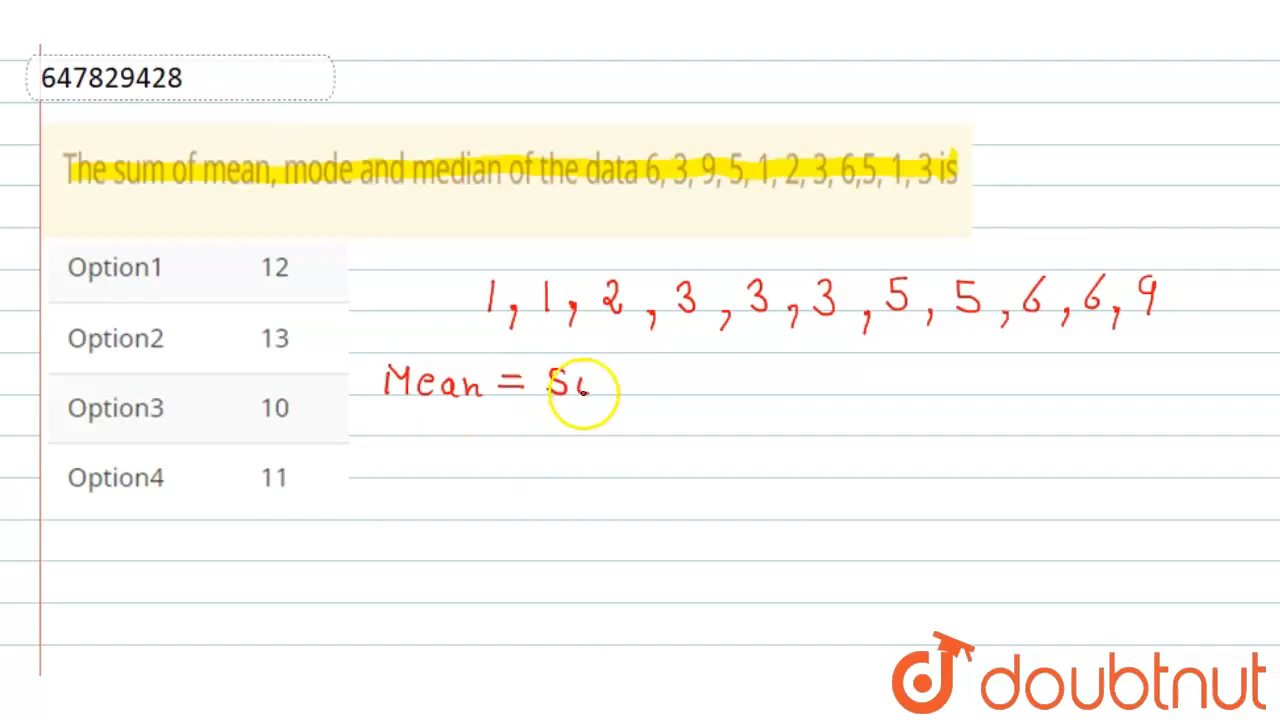 647829428
The sum of mean, mode and median of the data 6, 3, 9, 5, 1, 2, 3, 6,5, 1, 3 is
Option1 12
1, 1, 2, 3, 3, 3, 5, 5, 6, 6, 9
Option2 13
Mean = Su
Option3 10
Option4 11
doubtnut